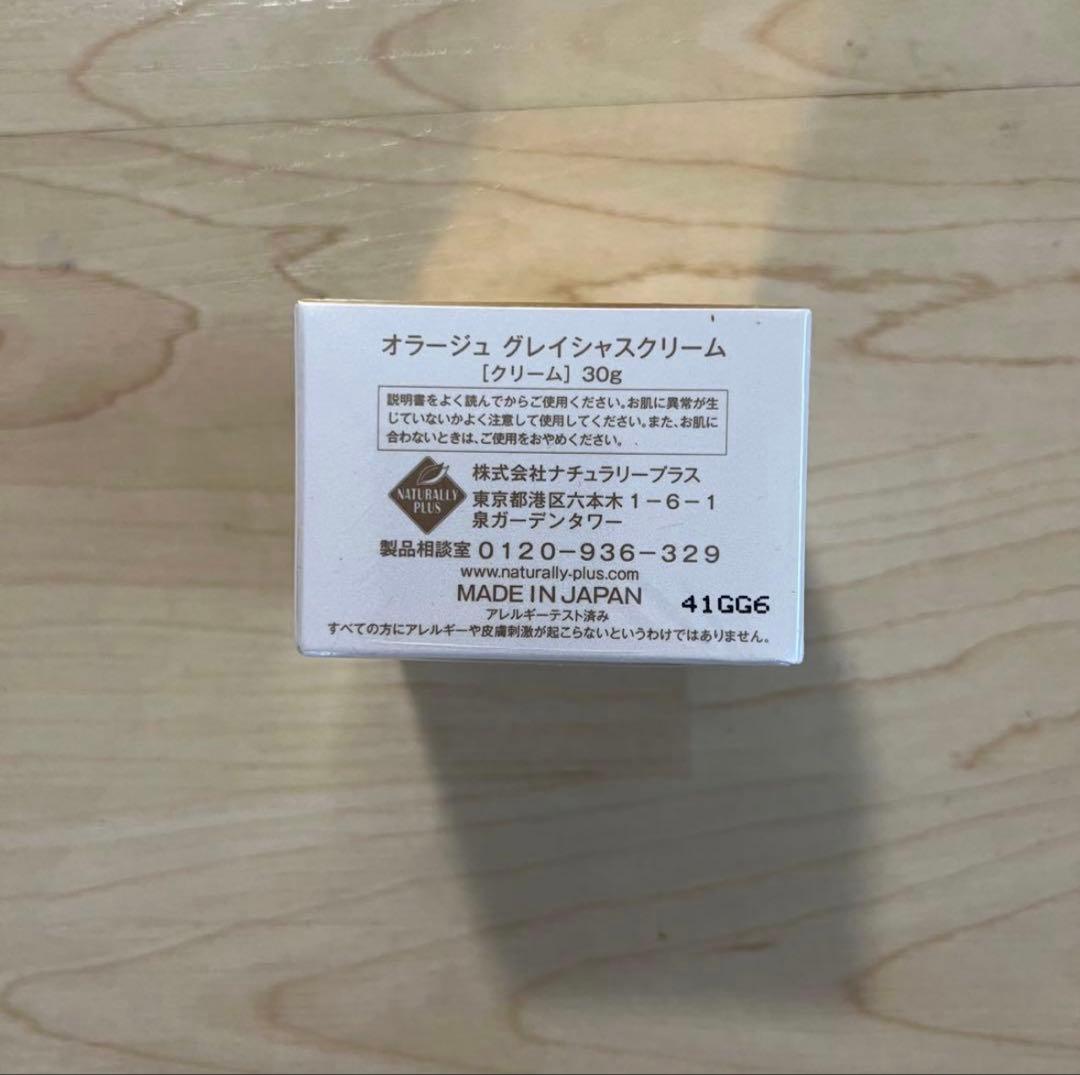 オラージュ グレイシャスクリーム
[クリーム] 30g
説明書をよく読んでからご使用ください。お肌に異常が生
じていないかよく注意して使用してください。また、お肌に
合わないときは、ご使用をおやめください。
NATURALLY
PLUS
株式会社ナチュラリープラス
東京都港区六本木1-6-1
泉ガーデンタワー
製品相談室 0120-936-329
www.naturally-plus.com
MADE IN JAPAN
41GG6
アレルギーテスト済み
すべての方にアレルギーや皮膚刺激が起こらないというわけではありません。